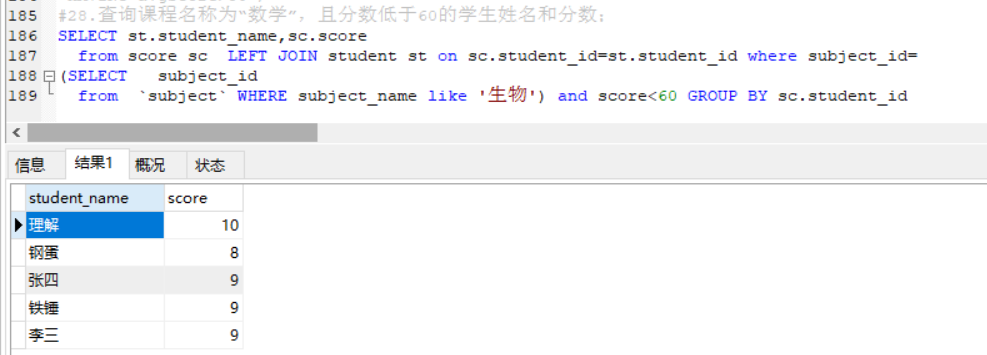 185 #28.查询课程名称为“数学”，且分数低于60的学生姓名和分数；
186 SELECT st.student_name,sc.score
187 from score sc LEFT JOIN student st on sc.student_id=st.student_id where subject_id=
188 (SELECT subject_id
189 from `subject` WHERE subject_name like '生物') and score<60 GROUP BY sc.student_id
信息 结果1 概况 状态
student_name score
理解 10
钢蛋 8
张四 9
铁锤 9
李三 9